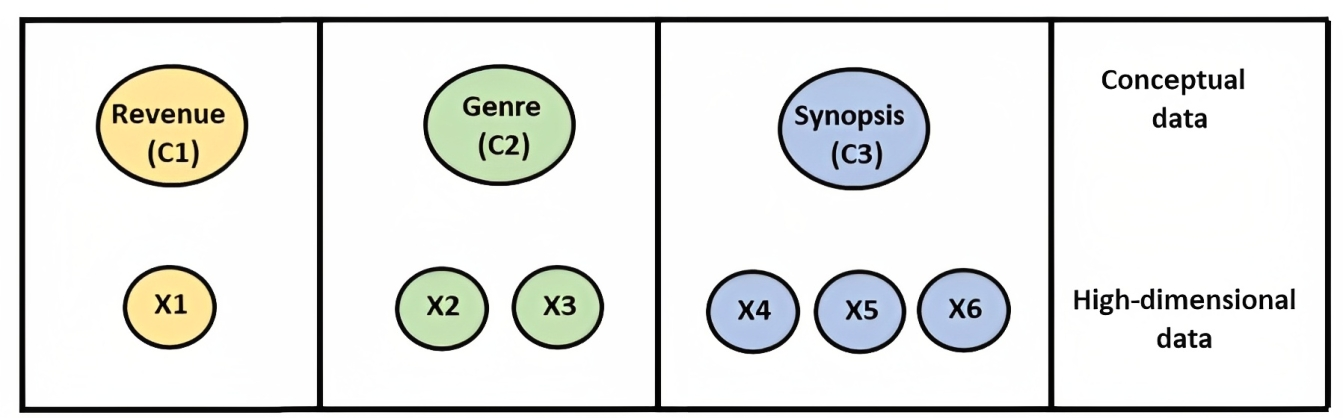 Revenue
(C1)
Genre
(C2)
Synopsis
(C3)
Conceptual
data
X1
X2
X3
X4
X5
X6
High-dimensional
data